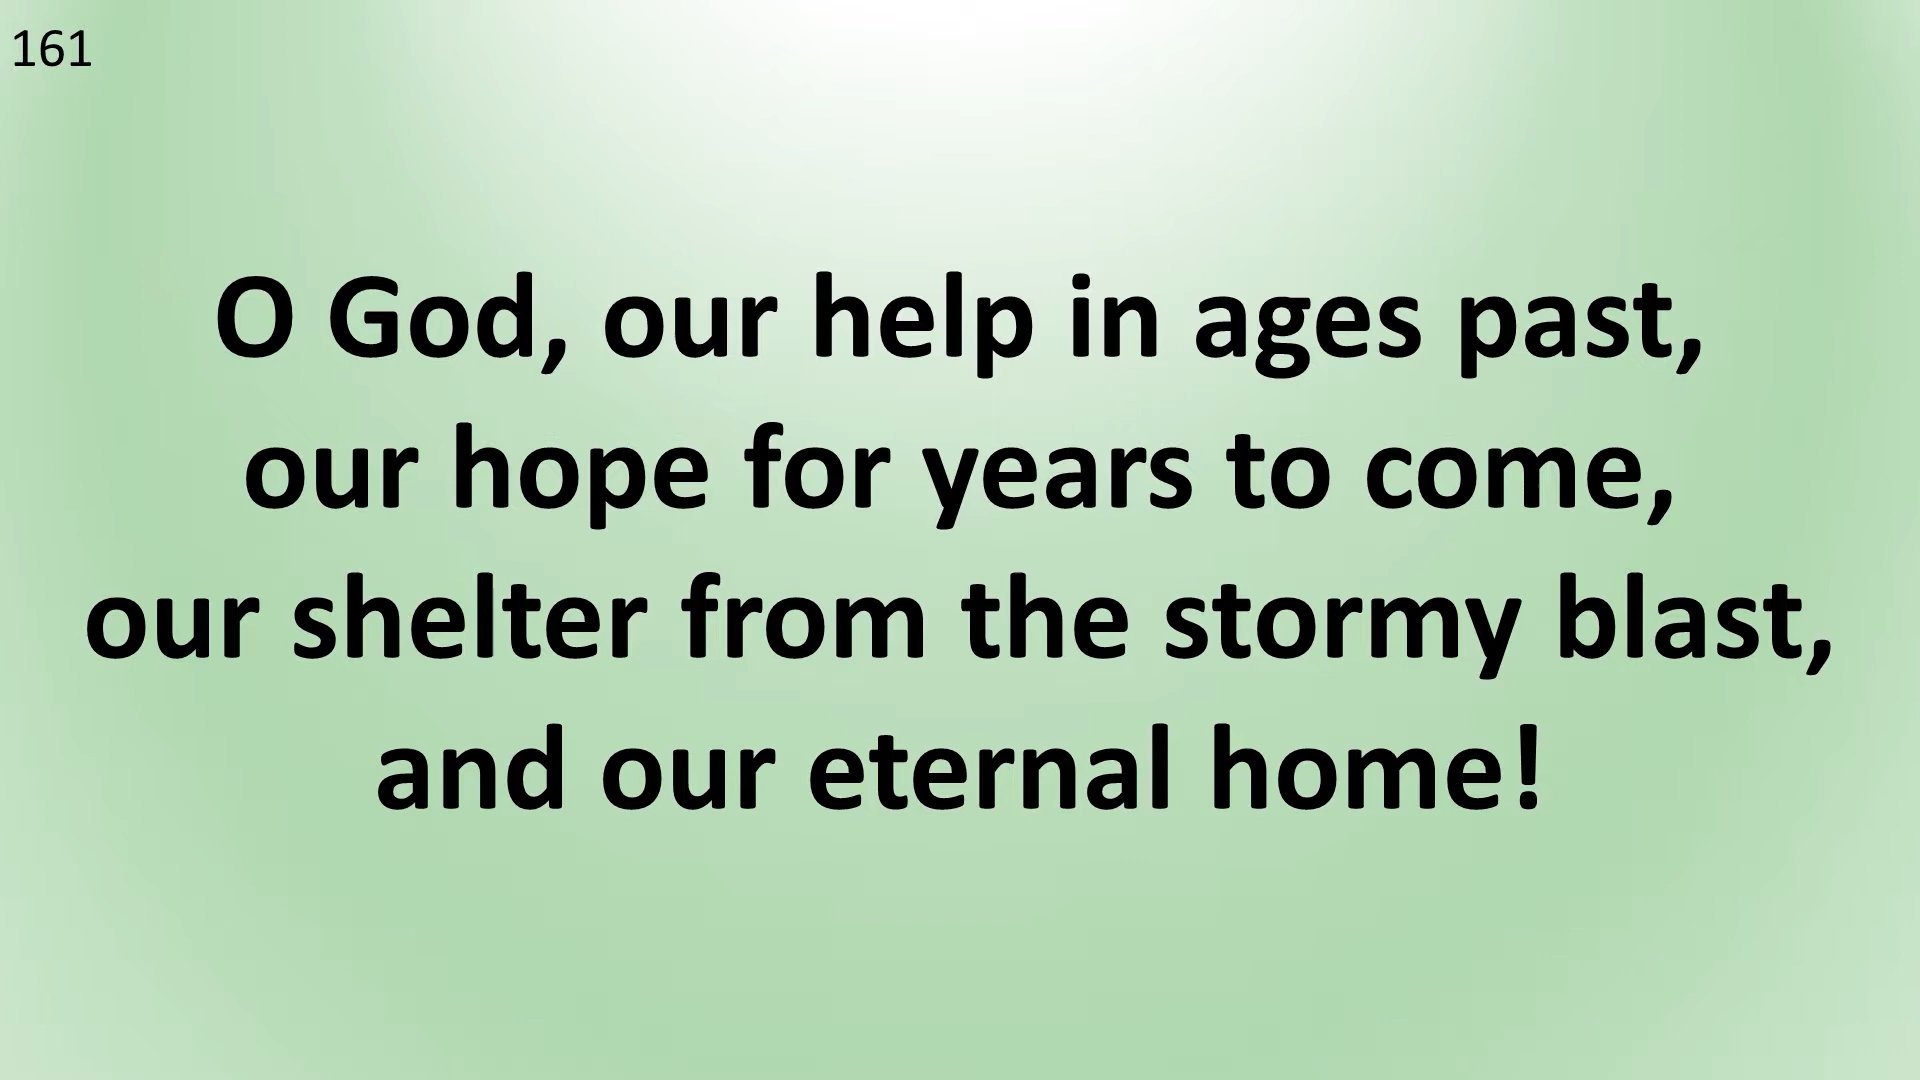 161
O God, our help in ages past,
our hope for years to come,
our shelter from the stormy blast,
and our eternal home!